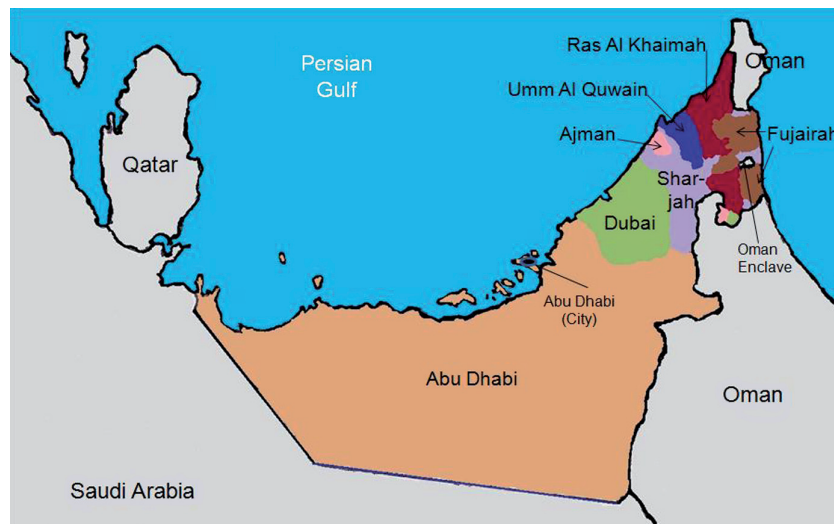 Ras Al Khaimah
Oman
Persian
Gulf
Umm Al Quwain
Ajman
Fujairah
Qatar
Shar-
jah
Dubai
Oman
Enclave
Abu Dhabi
(City)
Abu Dhabi
Oman
Saudi Arabia